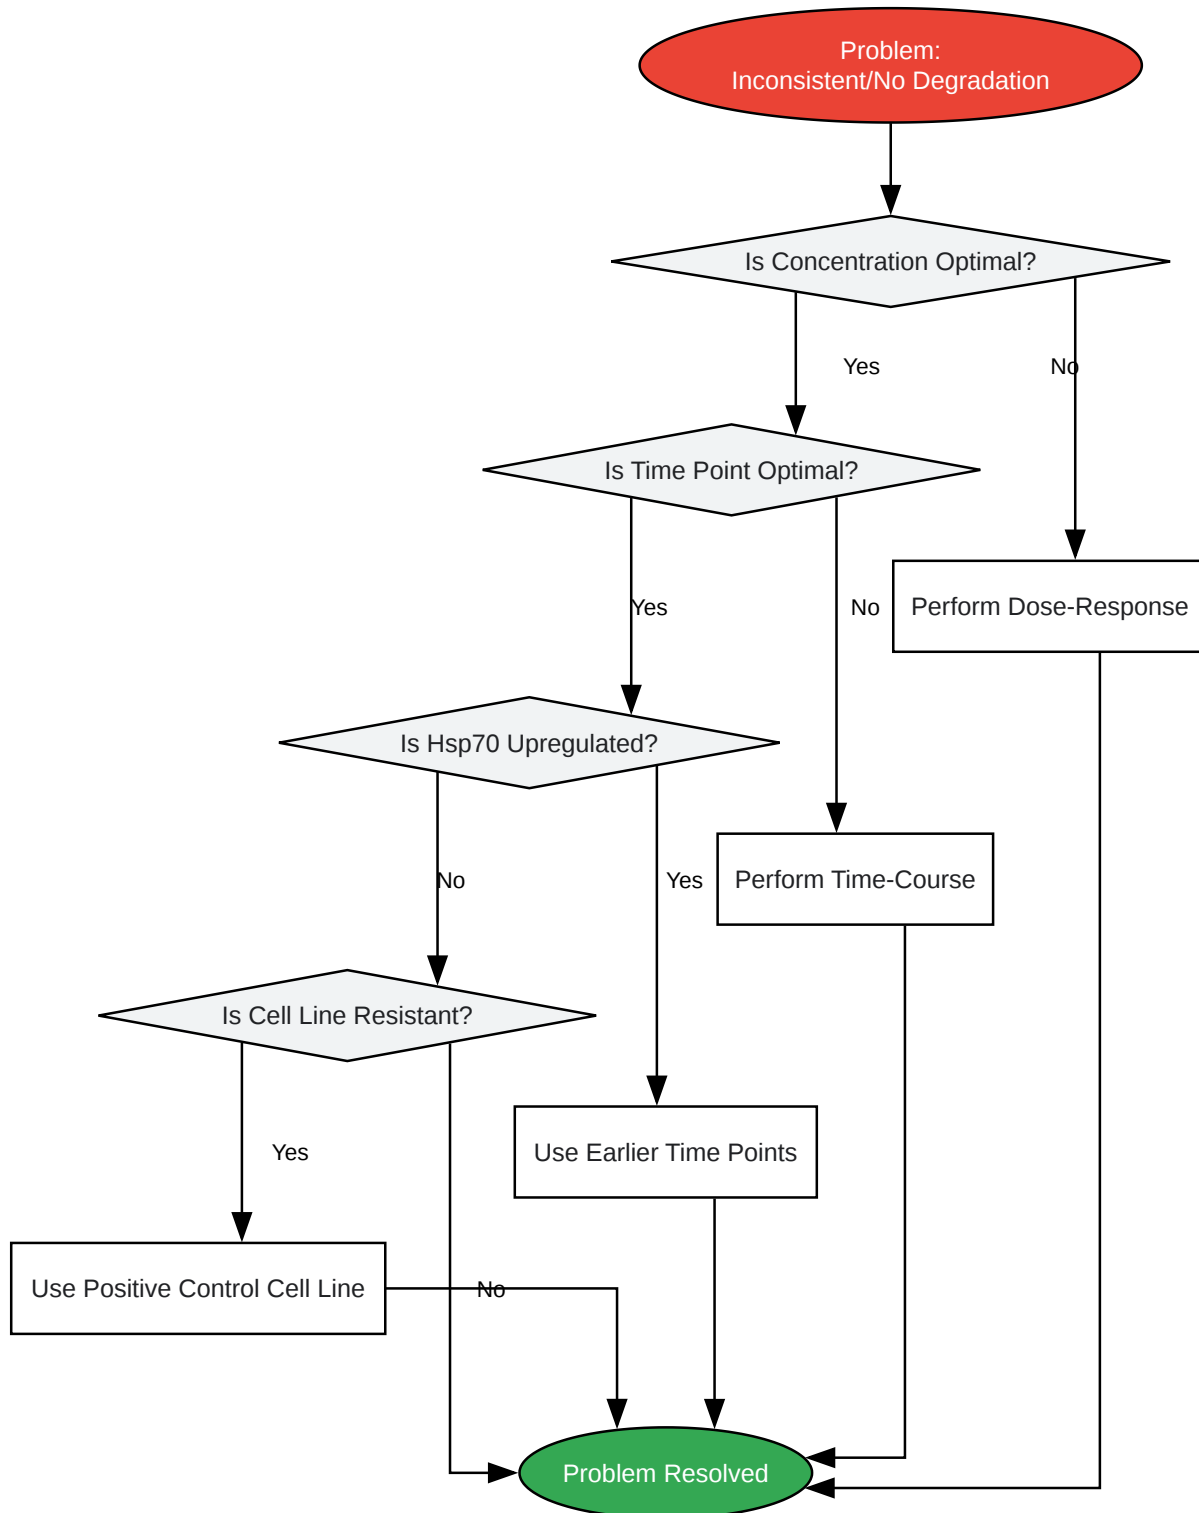 Problem:
Inconsistent/No Degradation
Is Concentration Optimal?
Yes
No
Is Time Point Optimal?
Yes
No
Perform Dose-Response
Is Hsp70 Upregulated?
No
Yes
Perform Time-Course
Is Cell Line Resistant?
Yes
Use Earlier Time Points
Use Positive Control Cell Line
No
Problem Resolved